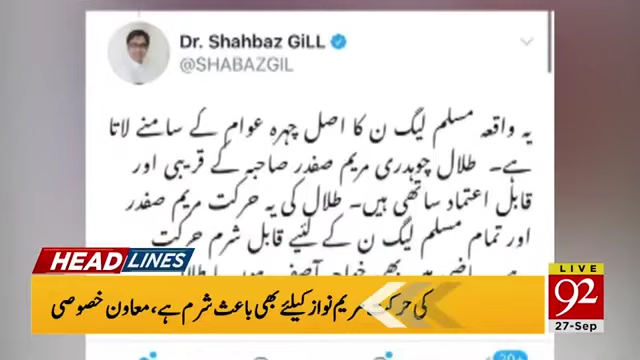 Dr. Shahbaz GiLL
@SHABAZGIL
یہ واقعہ مسلم لیگ ن کا اصل چہرہ عوام کے سامنے لاتا
ہے۔ طلال چوہدری مریم صفدر صاحبہ کے قریبی اور
قابل اعتماد ساتھی ہیں۔ طلال کی یہ حرکت مریم صفدر
اور تمام مسلم لیگ ن کے لئیے قابل شرم حرکت
HEADLINES
کی حرکت مریم نواز کیلئے بھی باعث شرم ہے، معاون خصوصی
LIVE
92
27-Sep